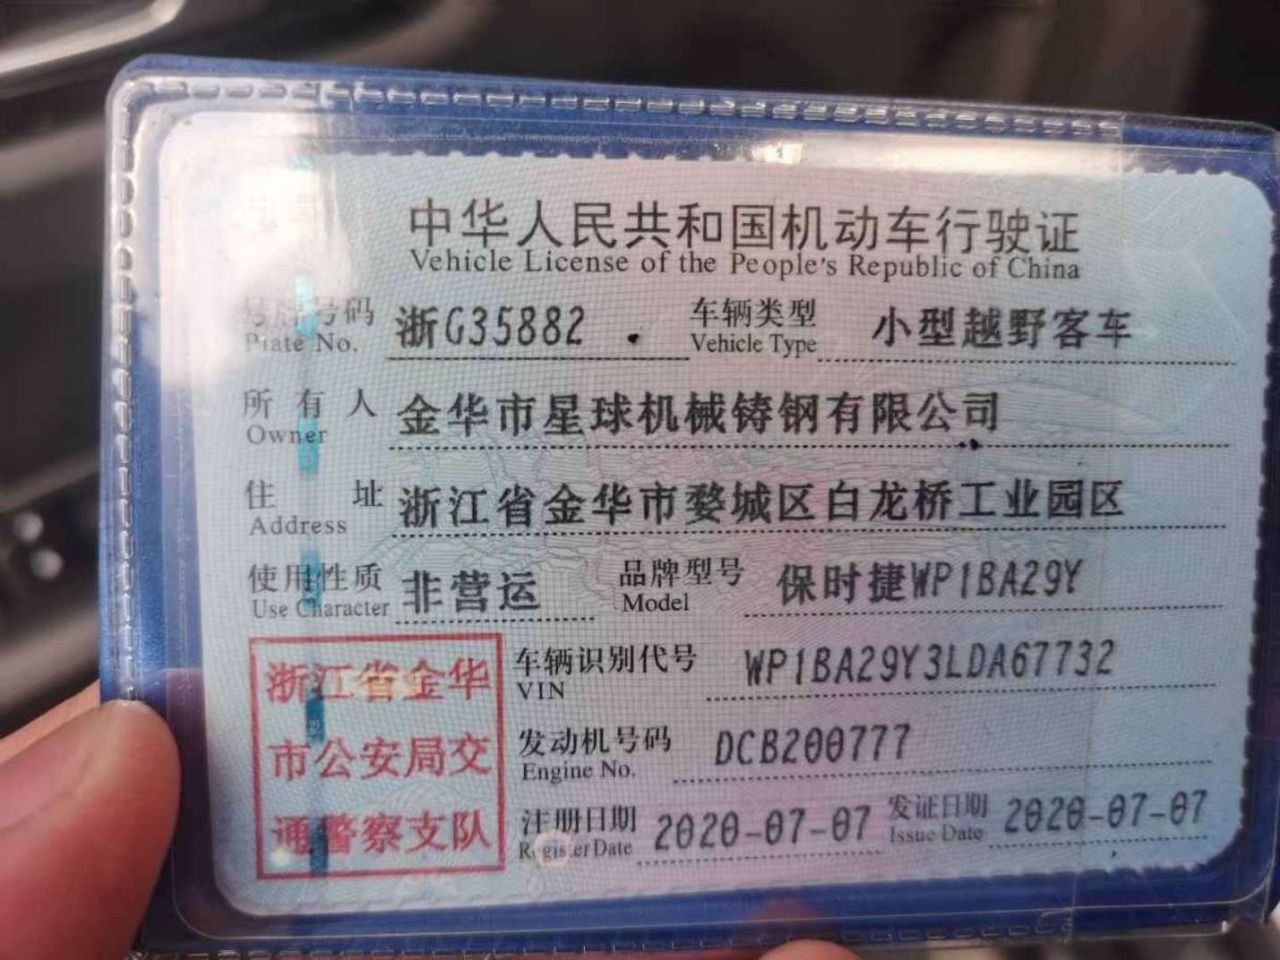 中华人民共和国机动车行驶证
Vehicle License of the People's Republic of China
号牌号码 浙G35882 车辆类型 小型越野客车
Plate No. Vehicle Type
所有人 金华市星球机械铸钢有限公司
Owner
住址 浙江省金华市婺城区白龙桥工业园区
Address
使用性质 非营运 品牌型号 保时捷WP1BA29Y
Use Character Model
浙江省金华 车辆识别代号 WP1BA29Y3LDA67732
VIN
市公安局交 发动机号码 DCB200777
Engine No.
通警察支队 注册日期 2020-07-07 发证日期 2020-07-07
Register Date Issue Date